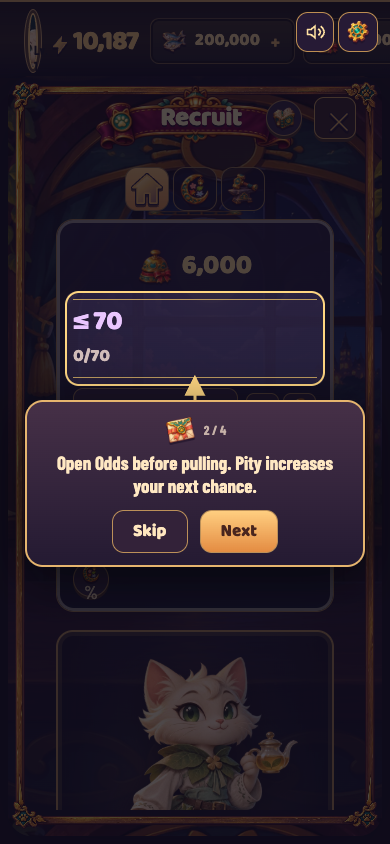 10,187
200,000 +
Recruit
6,000
≤ 70
0/70
2 / 4
Open Odds before pulling. Pity increases
your next chance.
Skip
Next
%